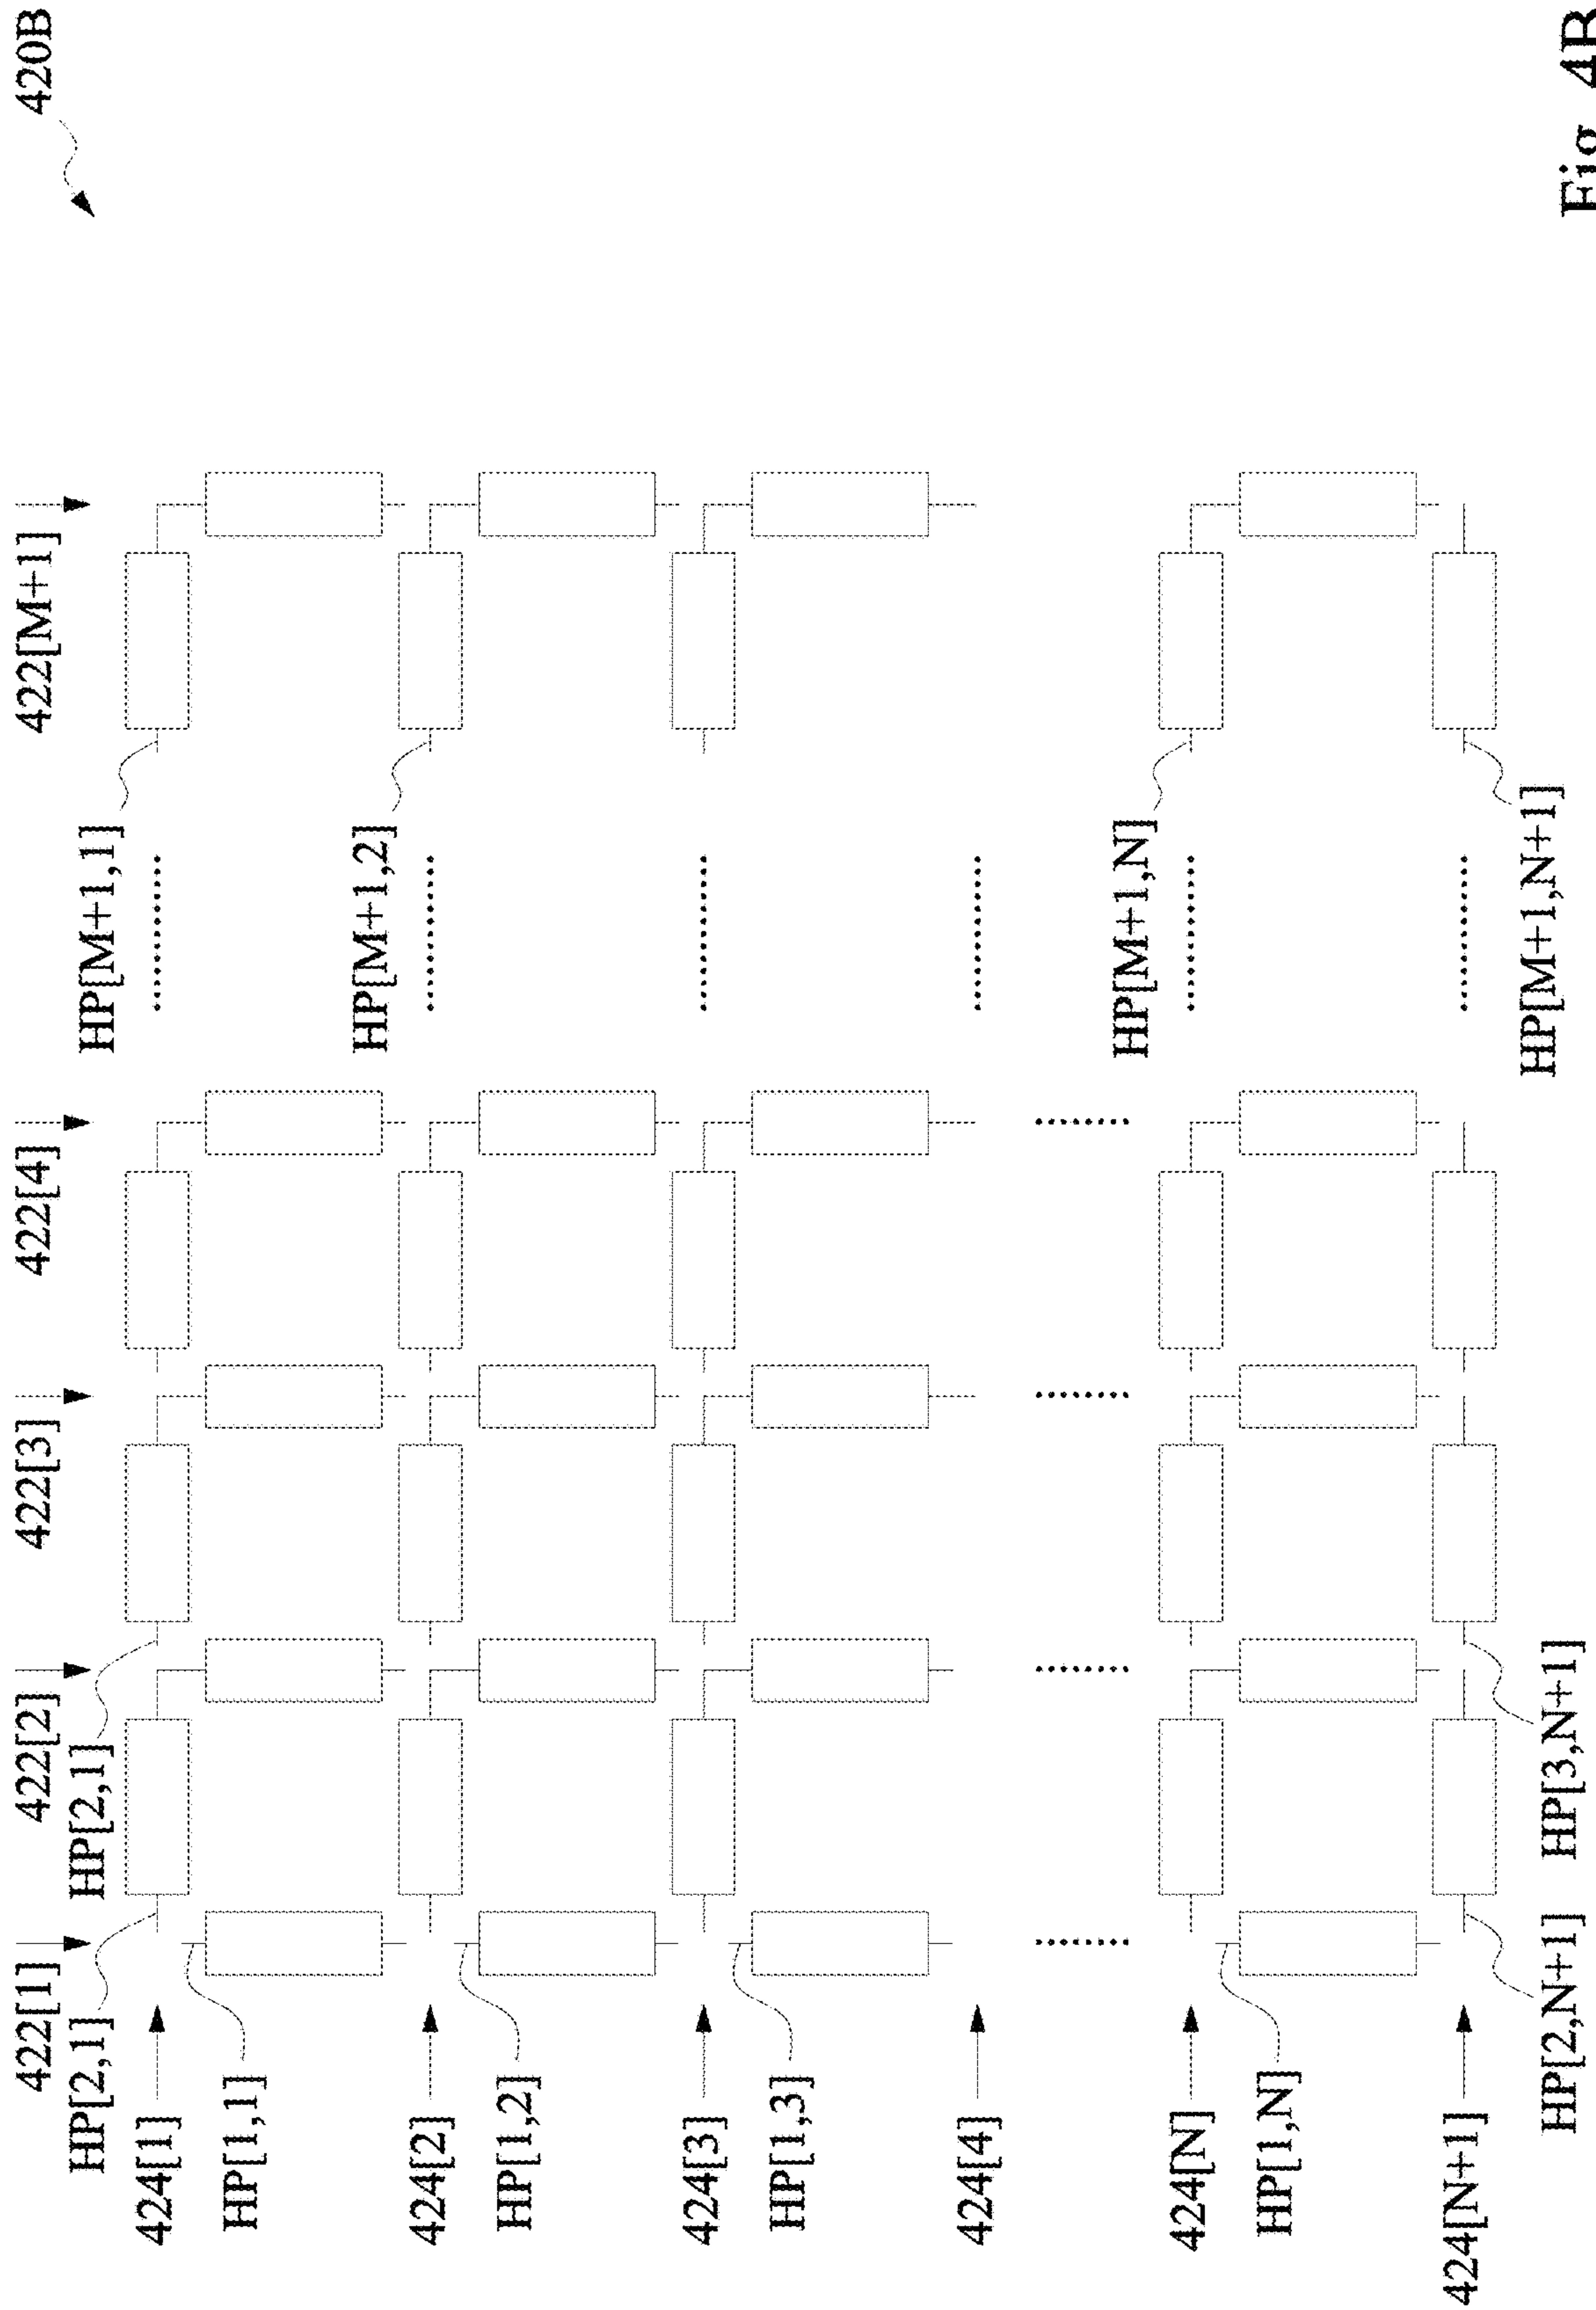 420B
422[1]
422[2]
422[3]
422[4]
422[M+1]
HP[2,1]
HP[2,1]
HP[M+1,1]
424[1]
HP[1,1]
HP[M+1,2]
424[2]
HP[1,2]
424[3]
HP[1,3]
424[4]
HP[M+1,N]
424[N]
HP[1,N]
424[N+1]
HP[2,N+1]
HP[3,N+1]
HP[M+1,N+1]
Fig. 4B